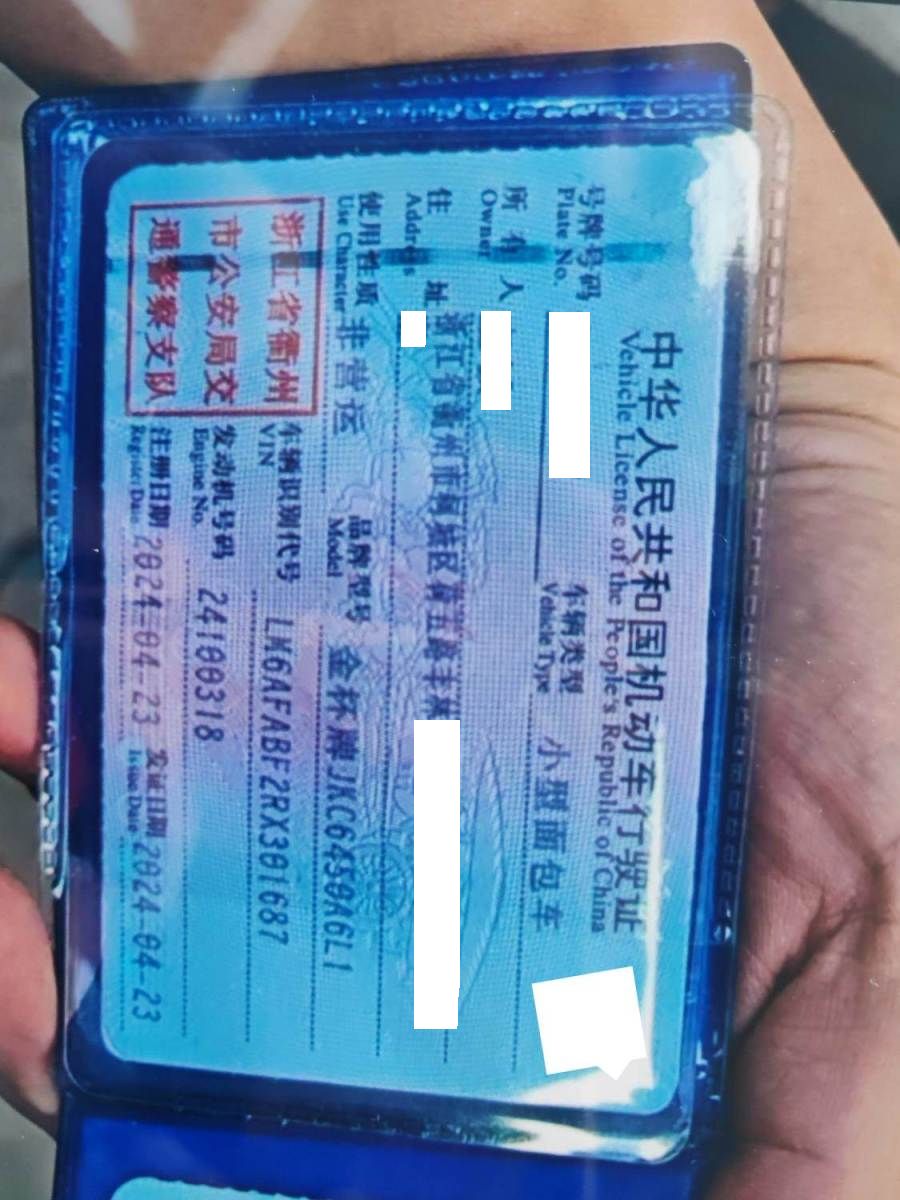 中华人民共和国机动车行驶证
Vehicle License of the People's Republic of China
号牌号码
Plate No.
车辆类型 小型面包车
Vehicle Type
所有人
Owner
住址 浙江省衢州市柯城区荷五路丰林
Address
使用性质 非营运
Use Character
品牌型号 金杯牌JKC6450A6L1
Model
浙江省衢州
市公安局交
通警察支队
车辆识别代号 LM6AFABF2RX301687
VIN
发动机号码 24100318
Engine No.
注册日期 2024-04-23 发证日期 2024-04-23
Register Date Issue Date